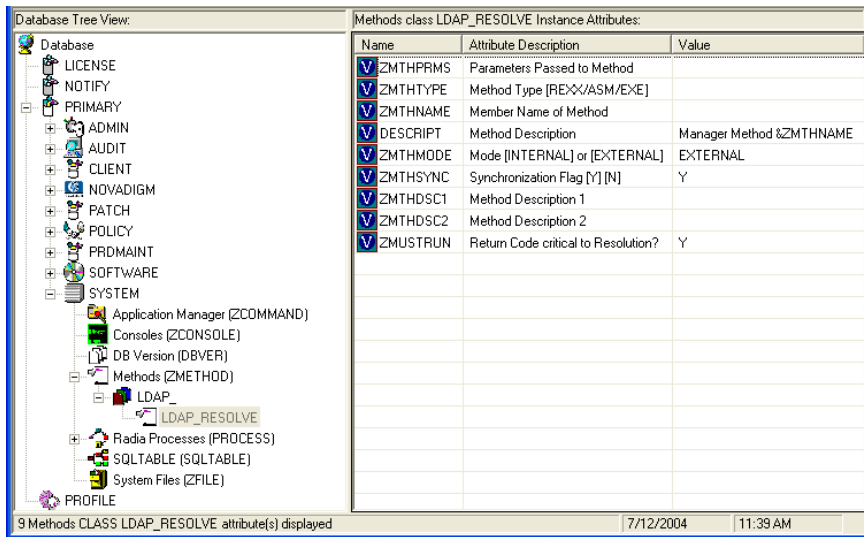 Database Tree View:
Database
LICENSE
NOTIFY
PRIMARY
ADMIN
AUDIT
CLIENT
NOVADIGM
PATCH
POLICY
PRDMAINT
SOFTWARE
SYSTEM
Application Manager (ZCOMMAND)
Consoles (ZCONSOLE)
DB Version (DBVER)
Methods (ZMETHOD)
LDAP_
LDAP_RESOLVE
Radia Processes (PROCESS)
SQLTABLE (SQLTABLE)
System Files (ZFILE)
PROFILE
Methods class LDAP_RESOLVE Instance Attributes:
Name Attribute Description Value
V ZMTHPRMS Parameters Passed to Method
V ZMTHTYPE Method Type [REXX/ASM/EXE]
V ZMTHNAME Member Name of Method
V DESCRIPT Method Description Manager Method &ZMTHNAME
V ZMTHMODE Mode [INTERNAL] or [EXTERNAL] EXTERNAL
V ZMTHSYNC Synchronization Flag [Y] [N] Y
V ZMTHDSC1 Method Description 1
V ZMTHDSC2 Method Description 2
V ZMUSTRUN Return Code critical to Resolution? Y
9 Methods CLASS LDAP_RESOLVE attribute(s) displayed 7/12/2004 11:39 AM